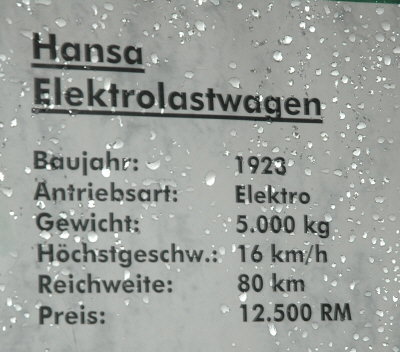 Hansa
Elektrolastwagen
Baujahr: 1923
Antriebsart: Elektro
Gewicht: 5.000 kg
Höchstgeschw.: 16 km/h
Reichweite: 80 km
Preis: 12.500 RM